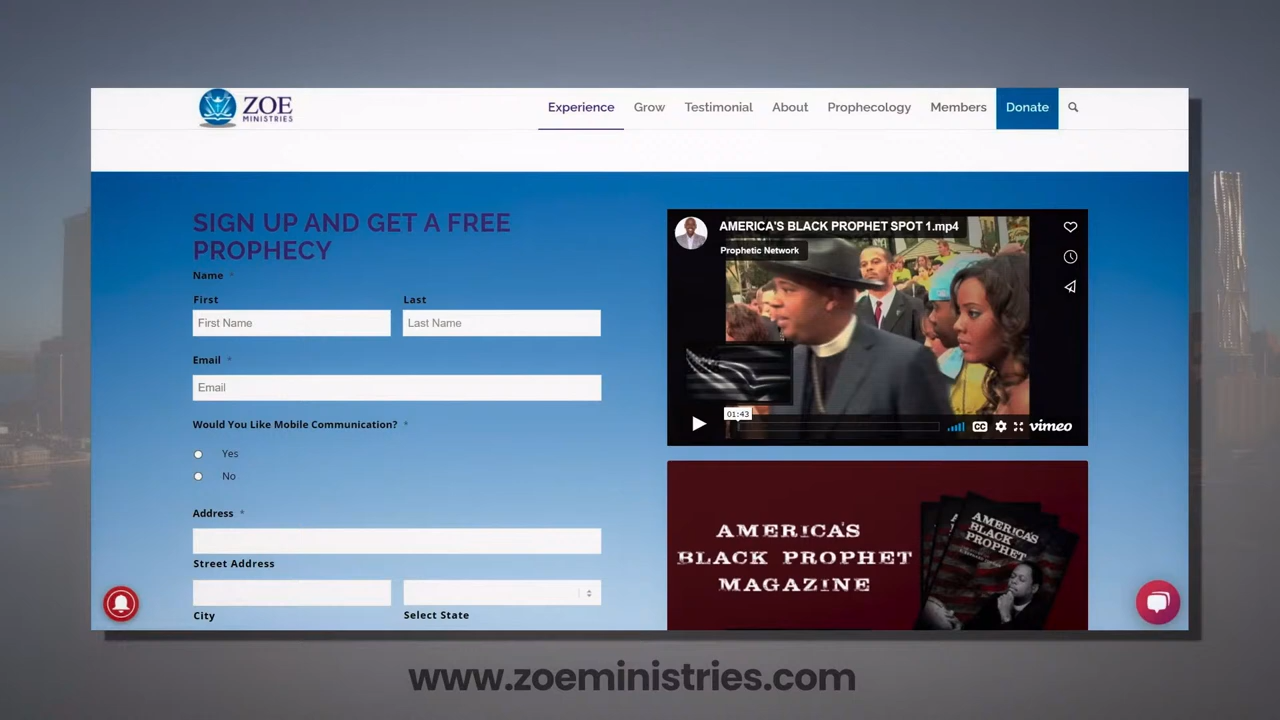 ZOE
MINISTRIES
Experience
Grow
Testimonial
About
Prophecology
Members
Donate
SIGN UP AND GET A FREE
PROPHECY
Name *
First
Last
First Name
Last Name
Email *
Email
Would You Like Mobile Communication? *
Yes
No
Address *
Street Address
City
Select State
AMERICA'S BLACK PROPHET SPOT 1.mp4
Prophetic Network
01:43
CC
vimeo
AMERICA'S
BLACK PROPHET
MAGAZINE
AMERICA'S
BLACK
PROPHET
www.zoeministries.com